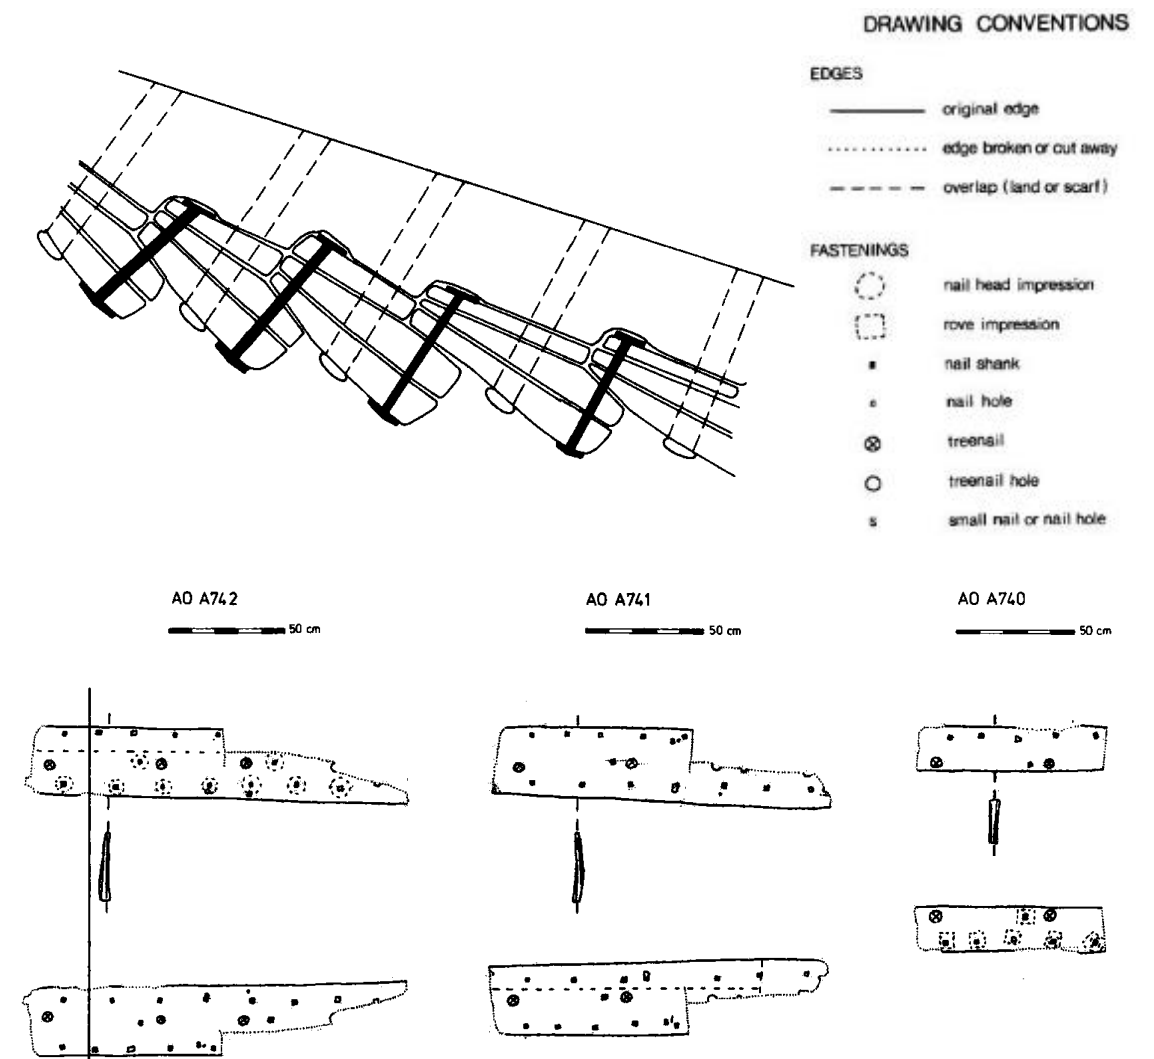 DRAWING CONVENTIONS
EDGES
original edge
edge broken or cut away
overlap (land or scarf)
FASTENINGS
nail head impression
rove impression
nail shank
nail hole
treenail
treenail hole
s small nail or nail hole
AO A742
50 cm
AO A741
50 cm
AO A740
50 cm